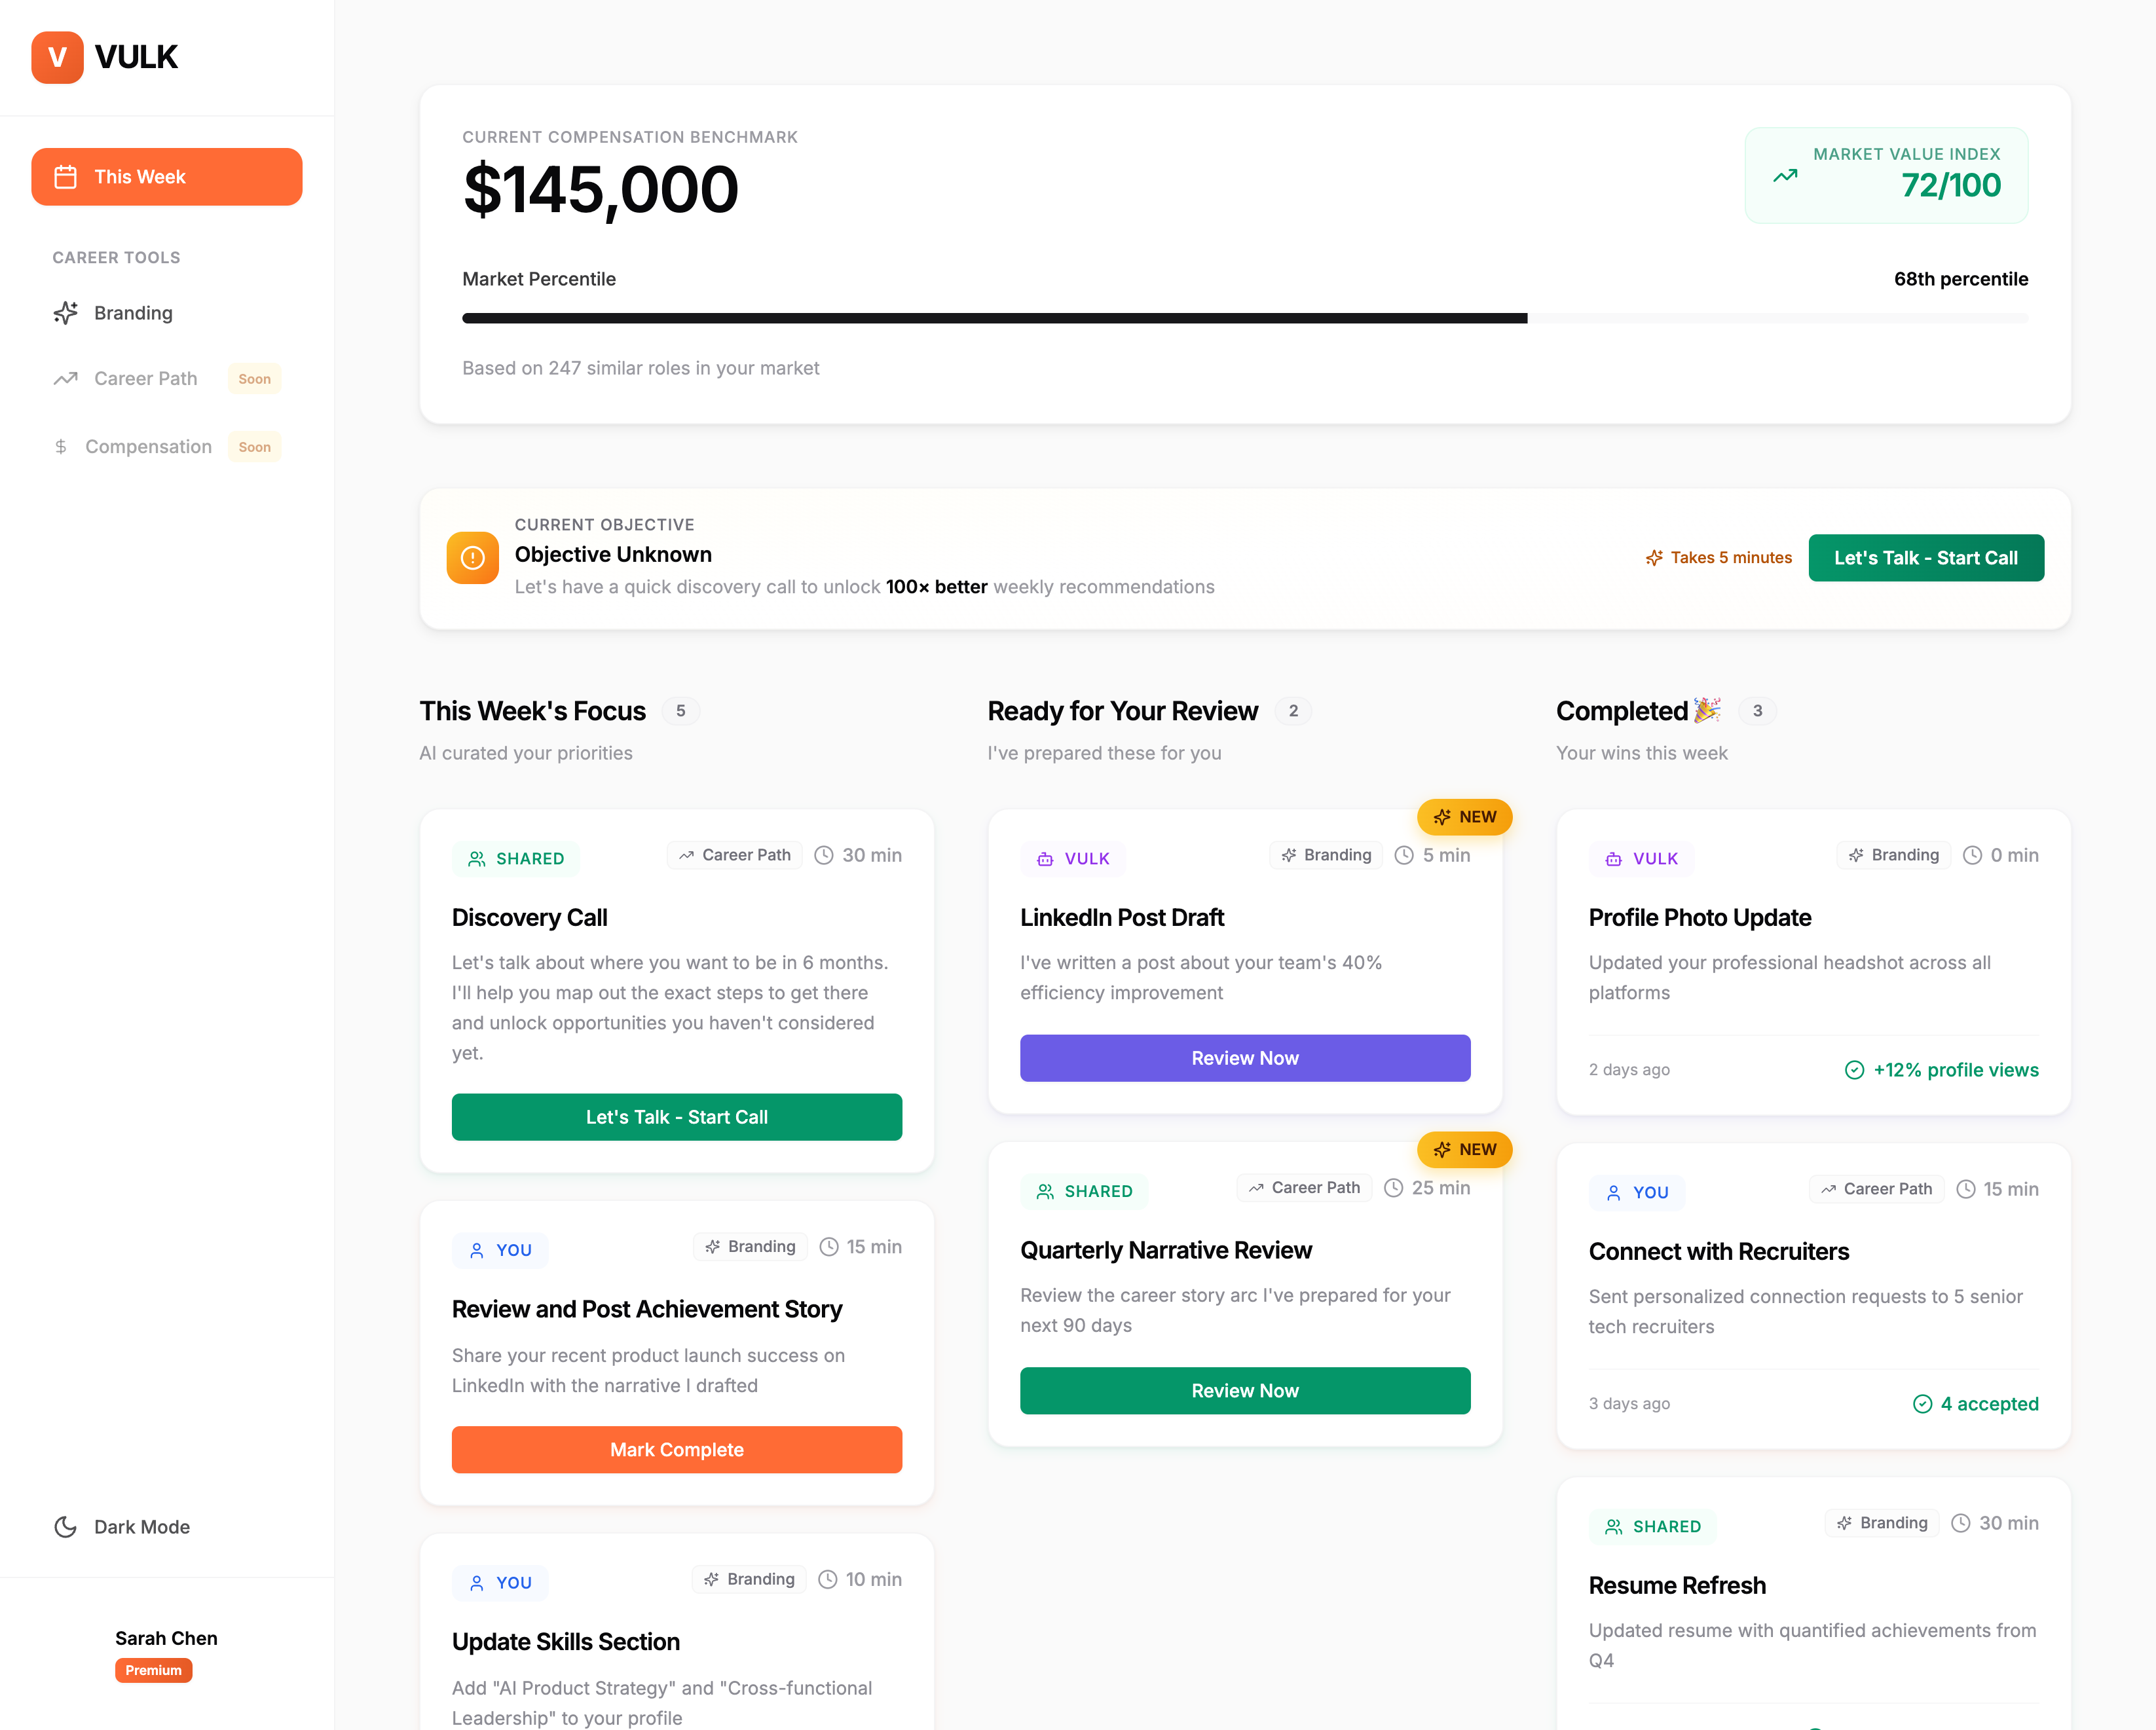 V VULK
This Week
CAREER TOOLS
Branding
Career Path Soon
$ Compensation Soon
Dark Mode
Sarah Chen
Premium
CURRENT COMPENSATION BENCHMARK
$145,000
MARKET VALUE INDEX
72/100
Market Percentile
68th percentile
Based on 247 similar roles in your market
CURRENT OBJECTIVE
Objective Unknown
Let's have a quick discovery call to unlock 100× better weekly recommendations
Takes 5 minutes
Let's Talk - Start Call
This Week's Focus 5
AI curated your priorities
SHARED Career Path 30 min
Discovery Call
Let's talk about where you want to be in 6 months.
I'll help you map out the exact steps to get there
and unlock opportunities you haven't considered
yet.
Let's Talk - Start Call
YOU Branding 15 min
Review and Post Achievement Story
Share your recent product launch success on
LinkedIn with the narrative I drafted
Mark Complete
YOU Branding 10 min
Update Skills Section
Add "AI Product Strategy" and "Cross-functional
Leadership" to your profile
Ready for Your Review 2
I've prepared these for you
NEW
VULK Branding 5 min
LinkedIn Post Draft
I've written a post about your team's 40%
efficiency improvement
Review Now
NEW
SHARED Career Path 25 min
Quarterly Narrative Review
Review the career story arc I've prepared for your
next 90 days
Review Now
Completed 🎉 3
Your wins this week
VULK Branding 0 min
Profile Photo Update
Updated your professional headshot across all
platforms
2 days ago +12% profile views
YOU Career Path 15 min
Connect with Recruiters
Sent personalized connection requests to 5 senior
tech recruiters
3 days ago 4 accepted
SHARED Branding 30 min
Resume Refresh
Updated resume with quantified achievements from
Q4